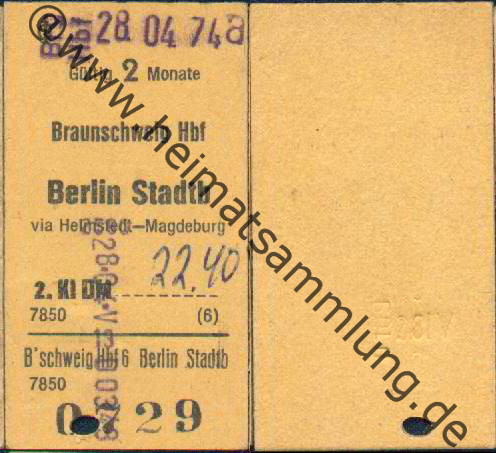 28 04 74a
Gültig 2 Monate
Braunschweig Hbf
Berlin Stadtb
via Helmstedt—Magdeburg
2. Kl DM 22.40
7850 (6)
B'schweig Hbf 6 Berlin Stadtb
7850
0729
@www.heimatsammlung.de